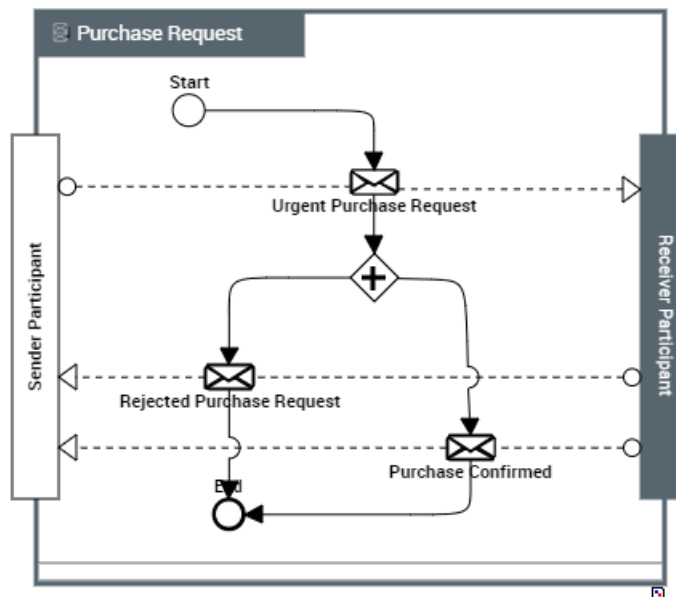 Purchase Request
Start
Urgent Purchase Request
Sender Participant
Receiver Participant
Rejected Purchase Request
Purchase Confirmed
End